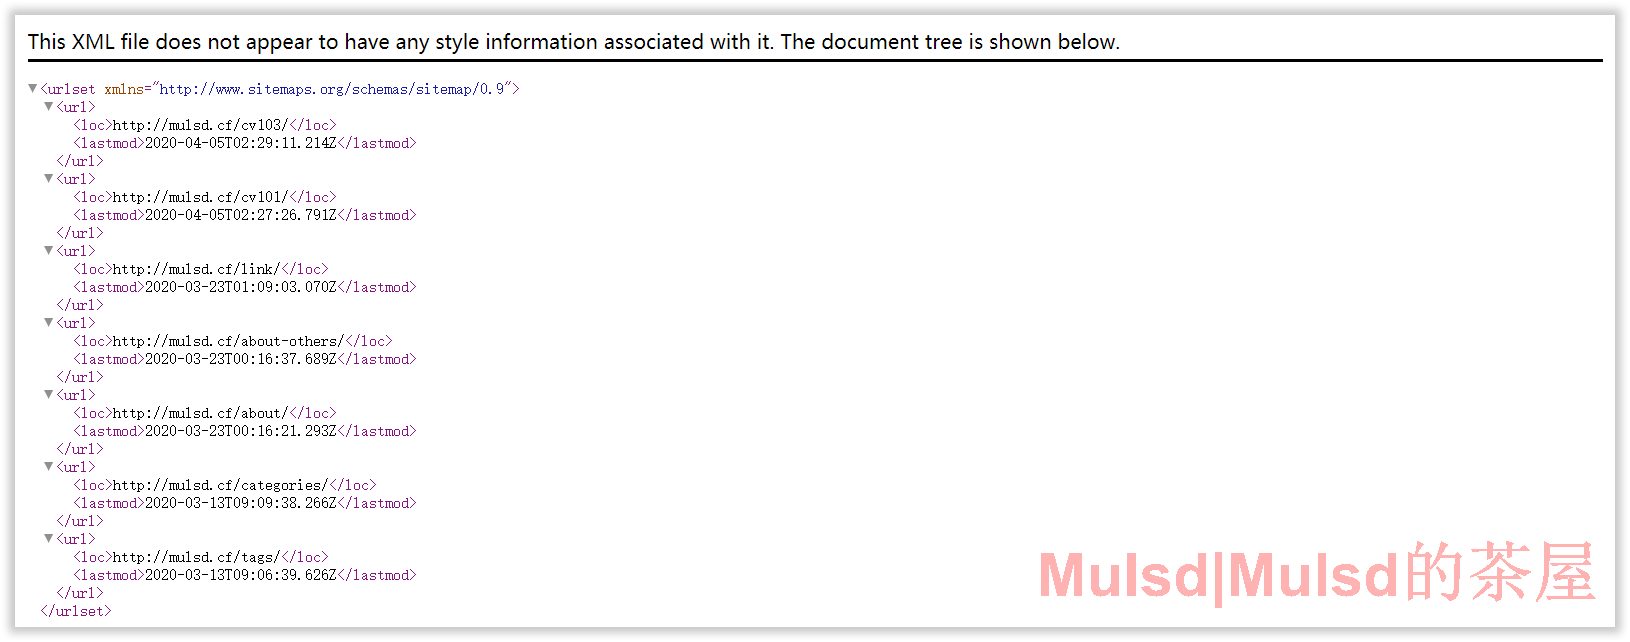 This XML file does not appear to have any style information associated with it. The document tree is shown below.
▼<urlset xmlns="http://www.sitemaps.org/schemas/sitemap/0.9">
▼<url>
<loc>http://mulsd.cf/cv103/</loc>
<lastmod>2020-04-05T02:29:11.214Z</lastmod>
</url>
▼<url>
<loc>http://mulsd.cf/cv101/</loc>
<lastmod>2020-04-05T02:27:26.791Z</lastmod>
</url>
▼<url>
<loc>http://mulsd.cf/link/</loc>
<lastmod>2020-03-23T01:09:03.070Z</lastmod>
</url>
▼<url>
<loc>http://mulsd.cf/about-others/</loc>
<lastmod>2020-03-23T00:16:37.689Z</lastmod>
</url>
▼<url>
<loc>http://mulsd.cf/about/</loc>
<lastmod>2020-03-23T00:16:21.293Z</lastmod>
</url>
▼<url>
<loc>http://mulsd.cf/categories/</loc>
<lastmod>2020-03-13T09:09:38.266Z</lastmod>
</url>
▼<url>
<loc>http://mulsd.cf/tags/</loc>
<lastmod>2020-03-13T09:06:39.626Z</lastmod>
</url>
</urlset>
Mulsd|Mulsd的茶屋